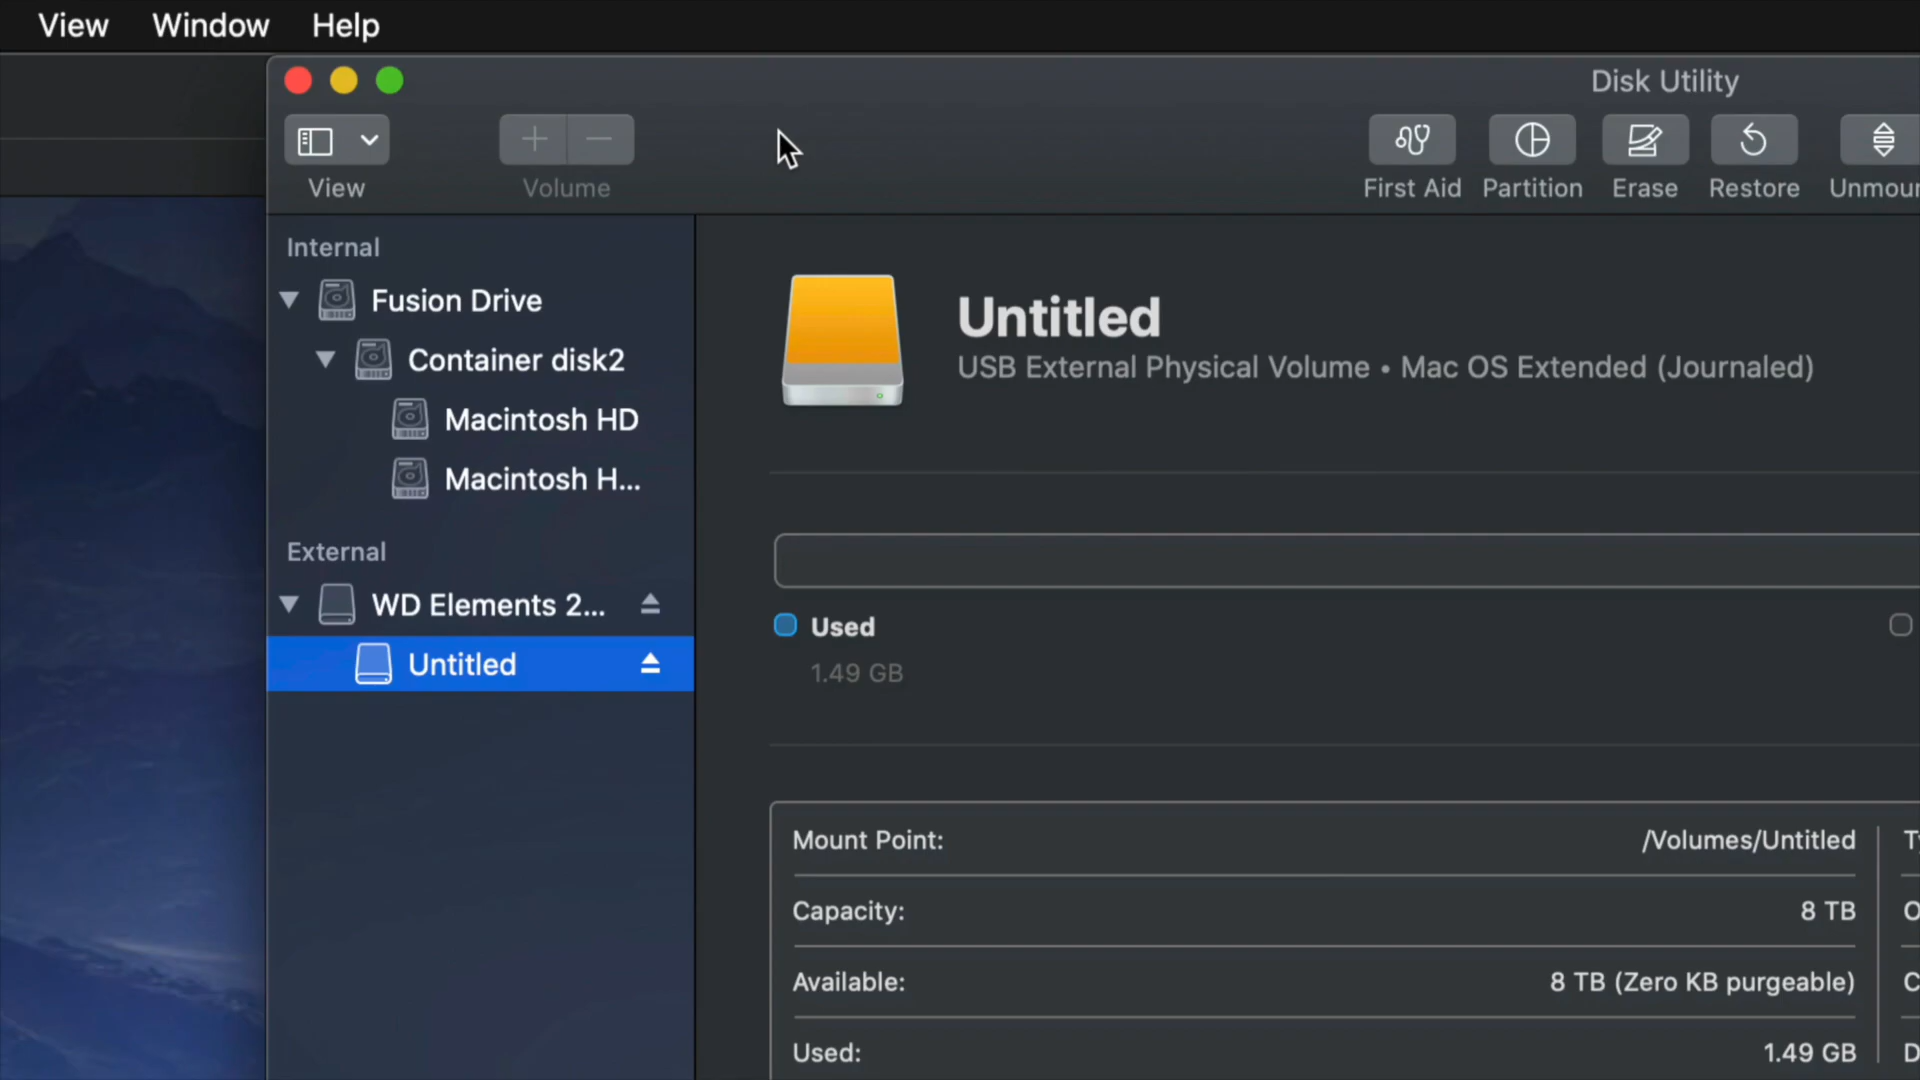 View Window Help
Disk Utility
View
Volume
First Aid
Partition
Erase
Restore
Unmoun
Internal
Fusion Drive
Container disk2
Macintosh HD
Macintosh H...
External
WD Elements 2...
Untitled
Untitled
USB External Physical Volume • Mac OS Extended (Journaled)
Used
1.49 GB
Mount Point: /Volumes/Untitled
Capacity: 8 TB
Available: 8 TB (Zero KB purgeable)
Used: 1.49 GB